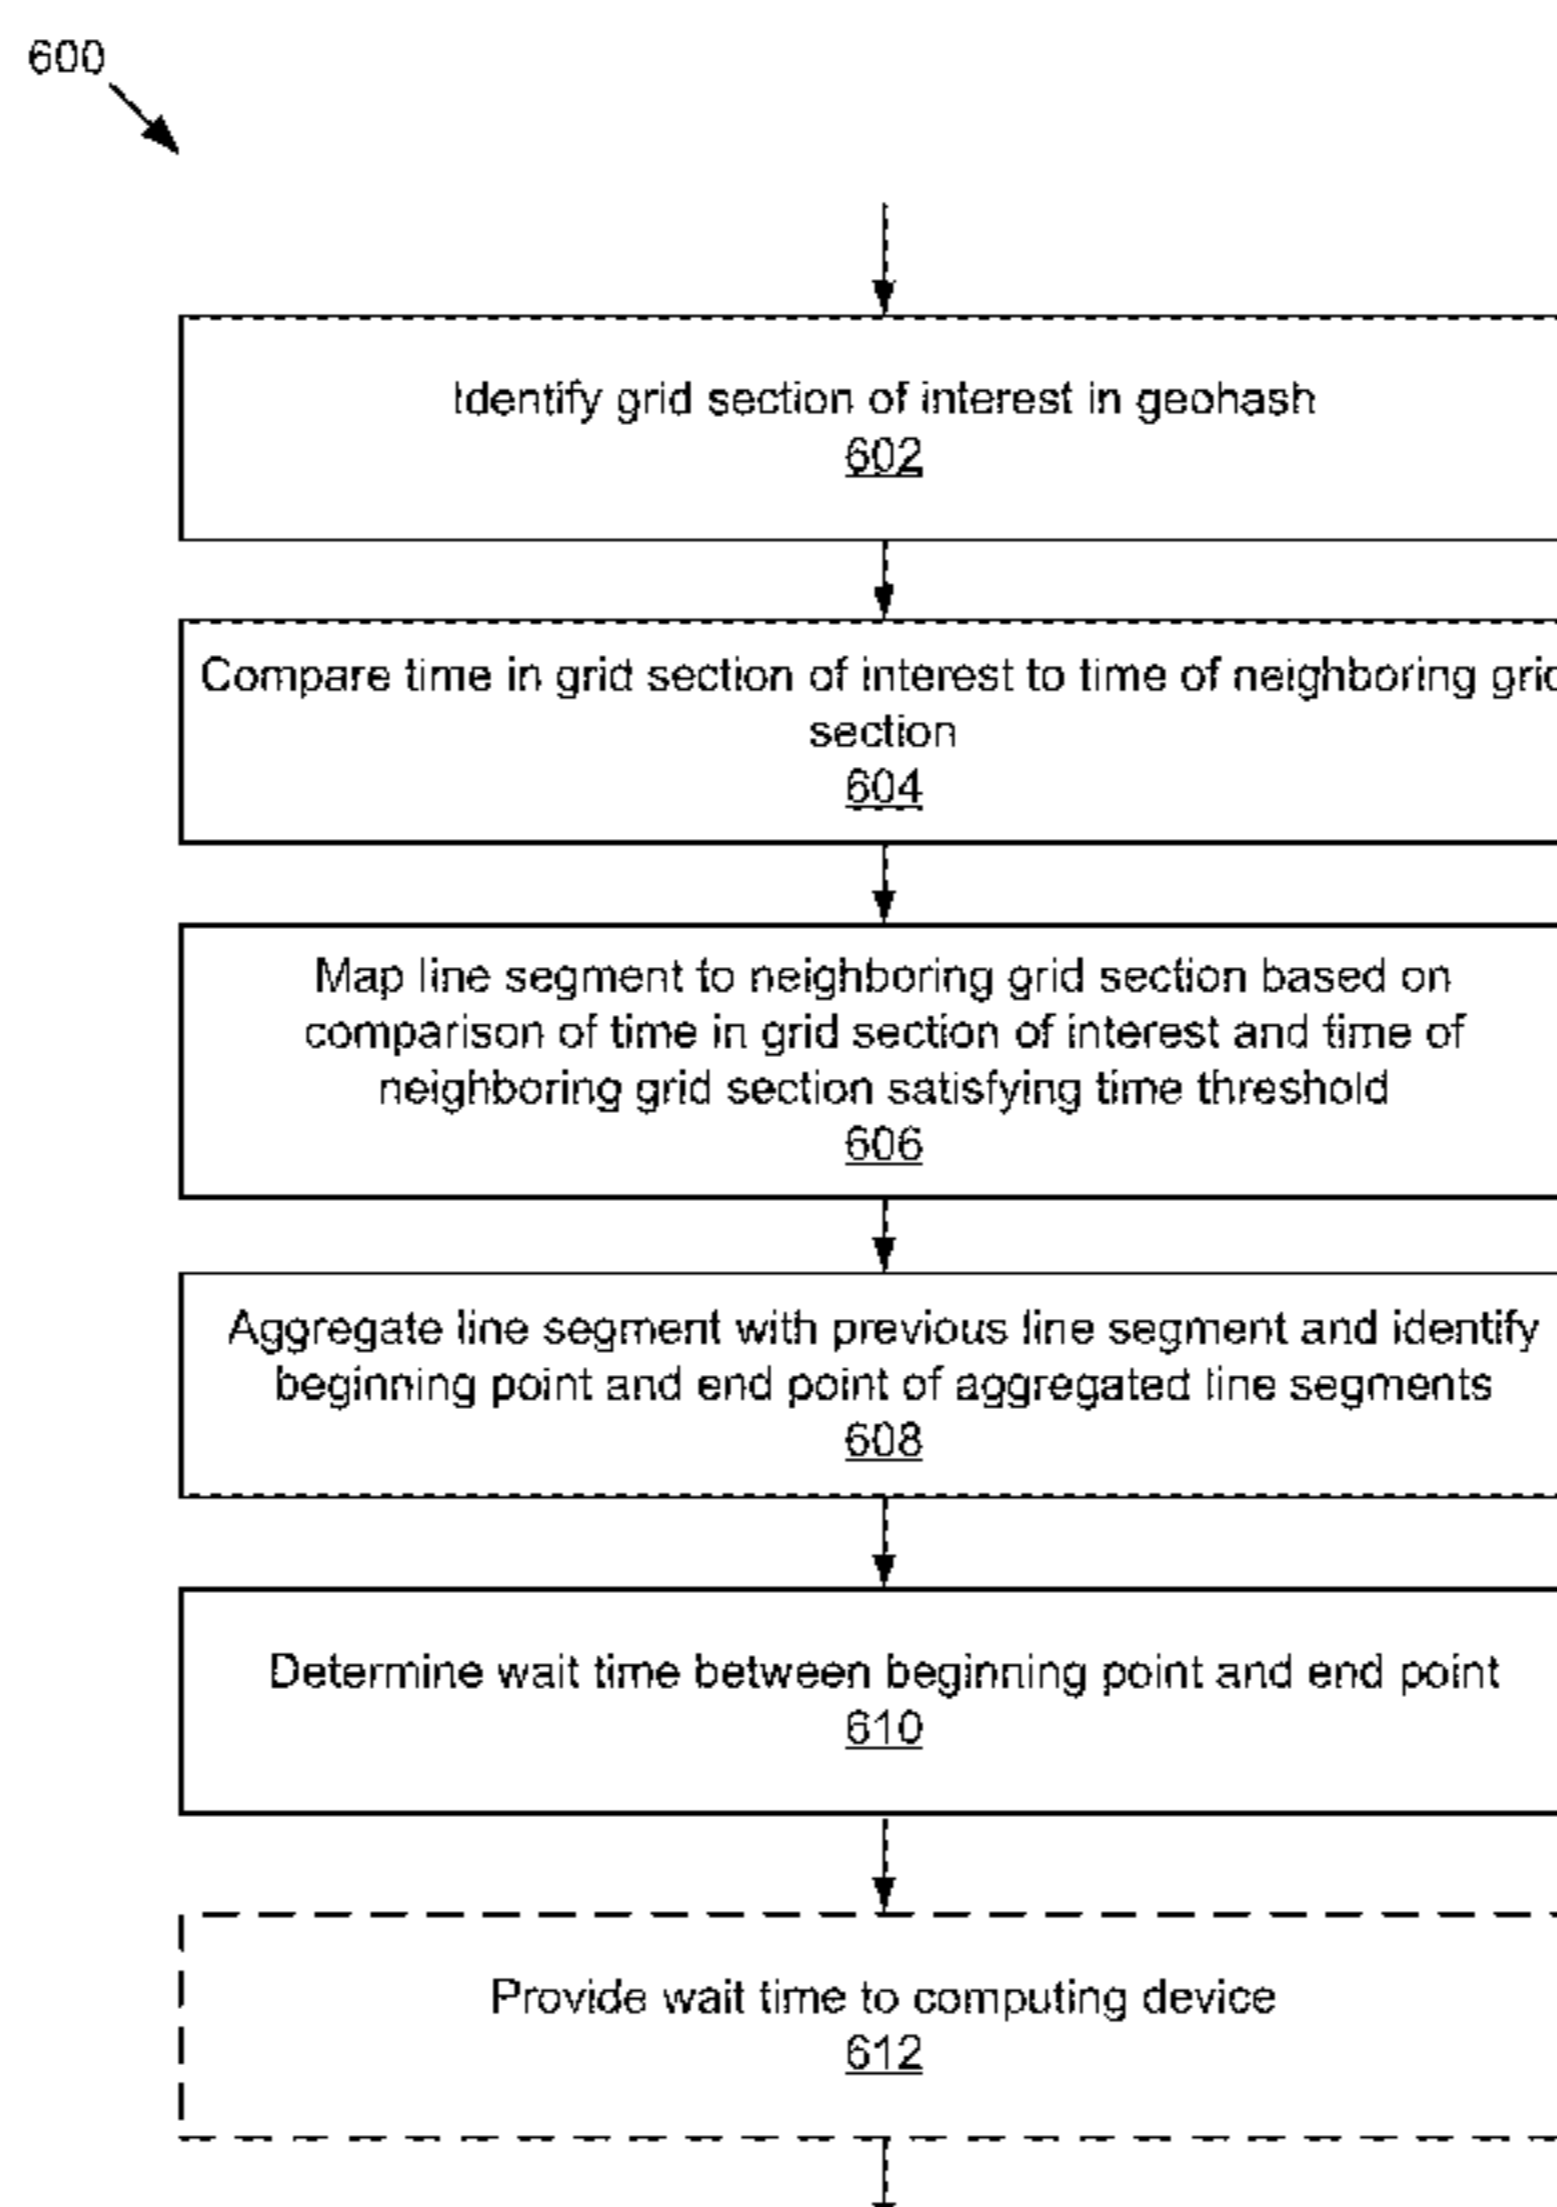 600
Identify grid section of interest in geohash
602
Compare time in grid section of interest to time of neighboring grid
section
604
Map line segment to neighboring grid section based on
comparison of time in grid section of interest and time of
neighboring grid section satisfying time threshold
606
Aggregate line segment with previous line segment and identify
beginning point and end point of aggregated line segments
608
Determine wait time between beginning point and end point
610
Provide wait time to computing device
612